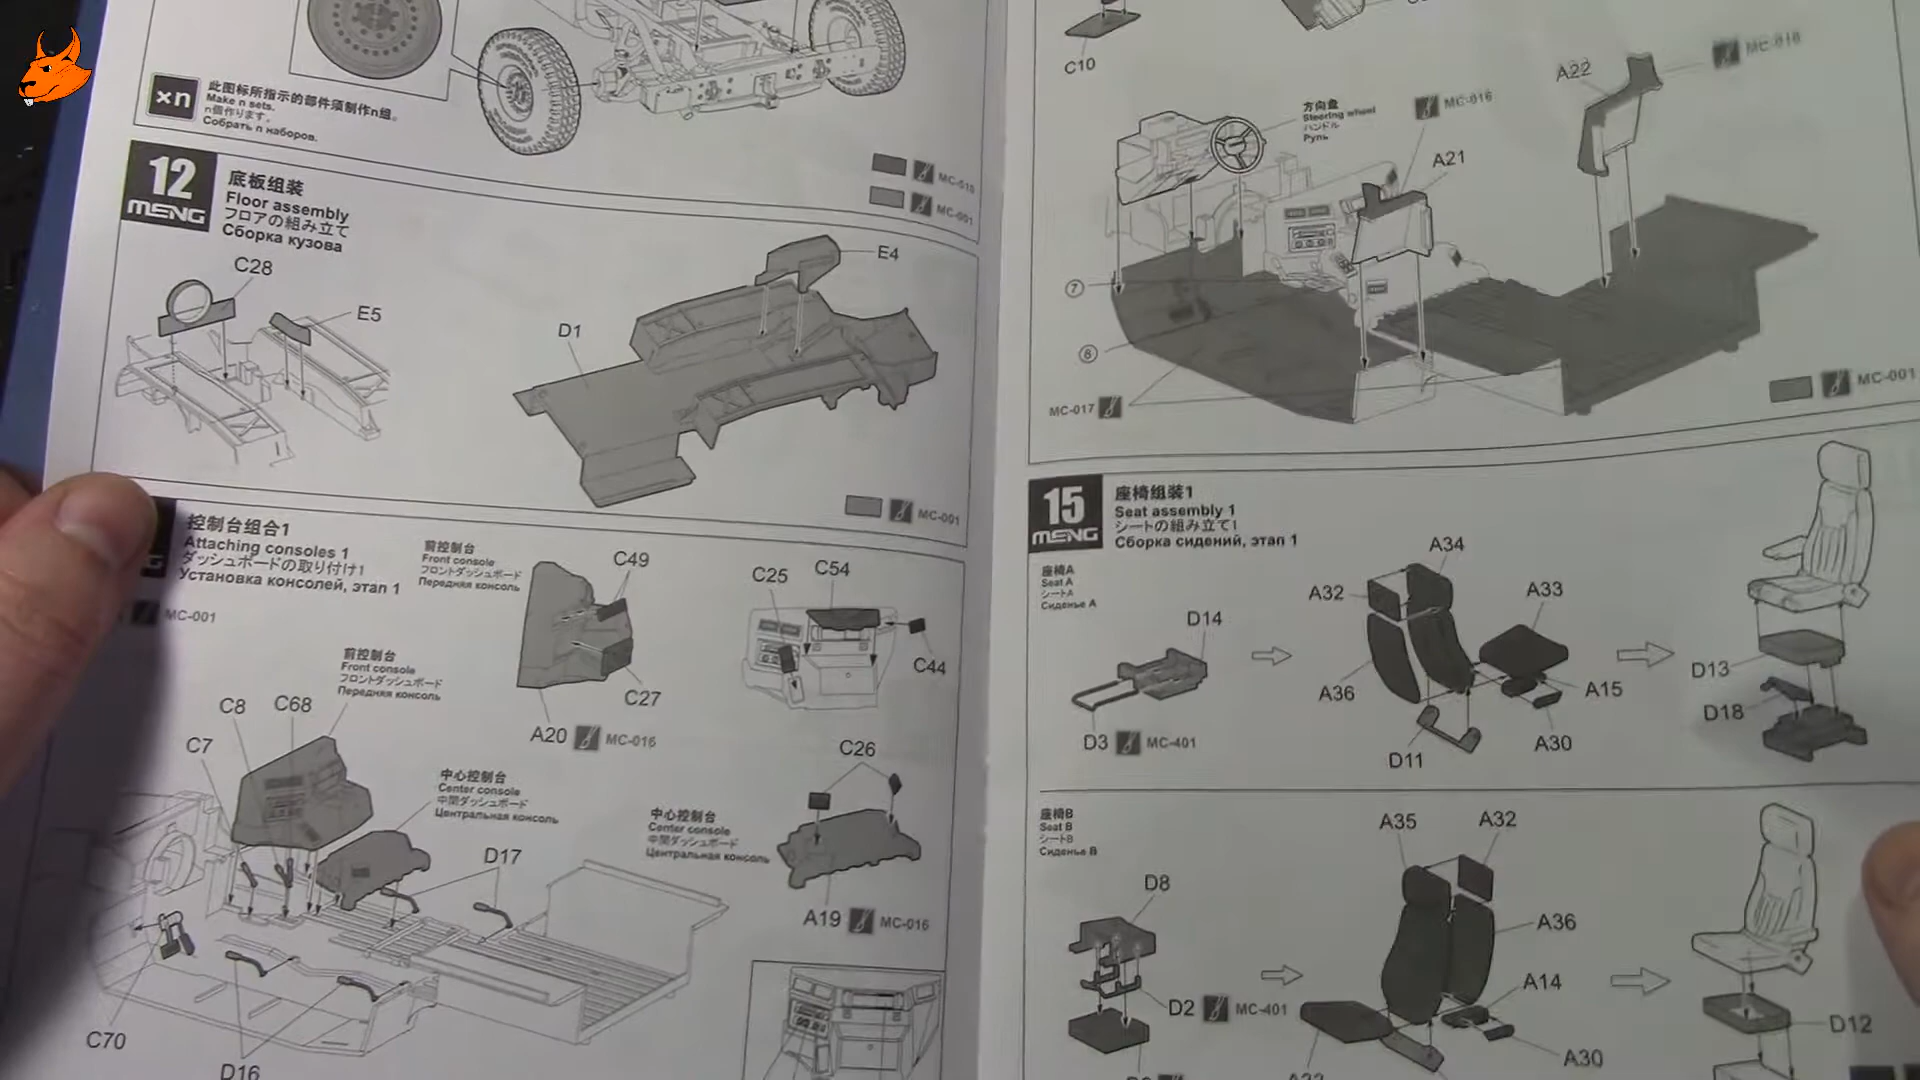 ×n
此图标所指示的部件须制作n组。
Make n sets.
n個作ります。
Собрать n наборов.
MC-001
12
MENG
底板组装
Floor assembly
フロアの組み立て
Сборка кузова
C28
E5
D1
E4
MC-001
控制台组合1
Attaching consoles 1
ダッシュボードの取り付け1
Установка консолей, этап 1
MC-001
前控制台
Front console
フロントダッシュボード
Передняя консоль
C49
C27
A20
MC-016
C25
C54
C44
前控制台
Front console
フロントダッシュボード
Передняя консоль
C8
C68
C7
中心控制台
Center console
中間ダッシュボード
Центральная консоль
D17
中心控制台
Center console
中間ダッシュボード
Центральная консоль
C26
A19
MC-016
C70
D16
C10
方向盘
Steering wheel
ハンドル
Руль
MC-016
A21
A22
7
MC-017
MC-001
15
MENG
座椅组装1
Seat assembly 1
シートの組み立て1
Сборка сидений, этап 1
座椅A
Seat A
シートA
Сиденье A
D14
D3
MC-401
A34
A32
A33
A36
A15
A30
D11
D13
D18
座椅B
Seat B
シートB
Сиденье B
D8
D2
MC-401
A35
A32
A36
A14
A30
D12